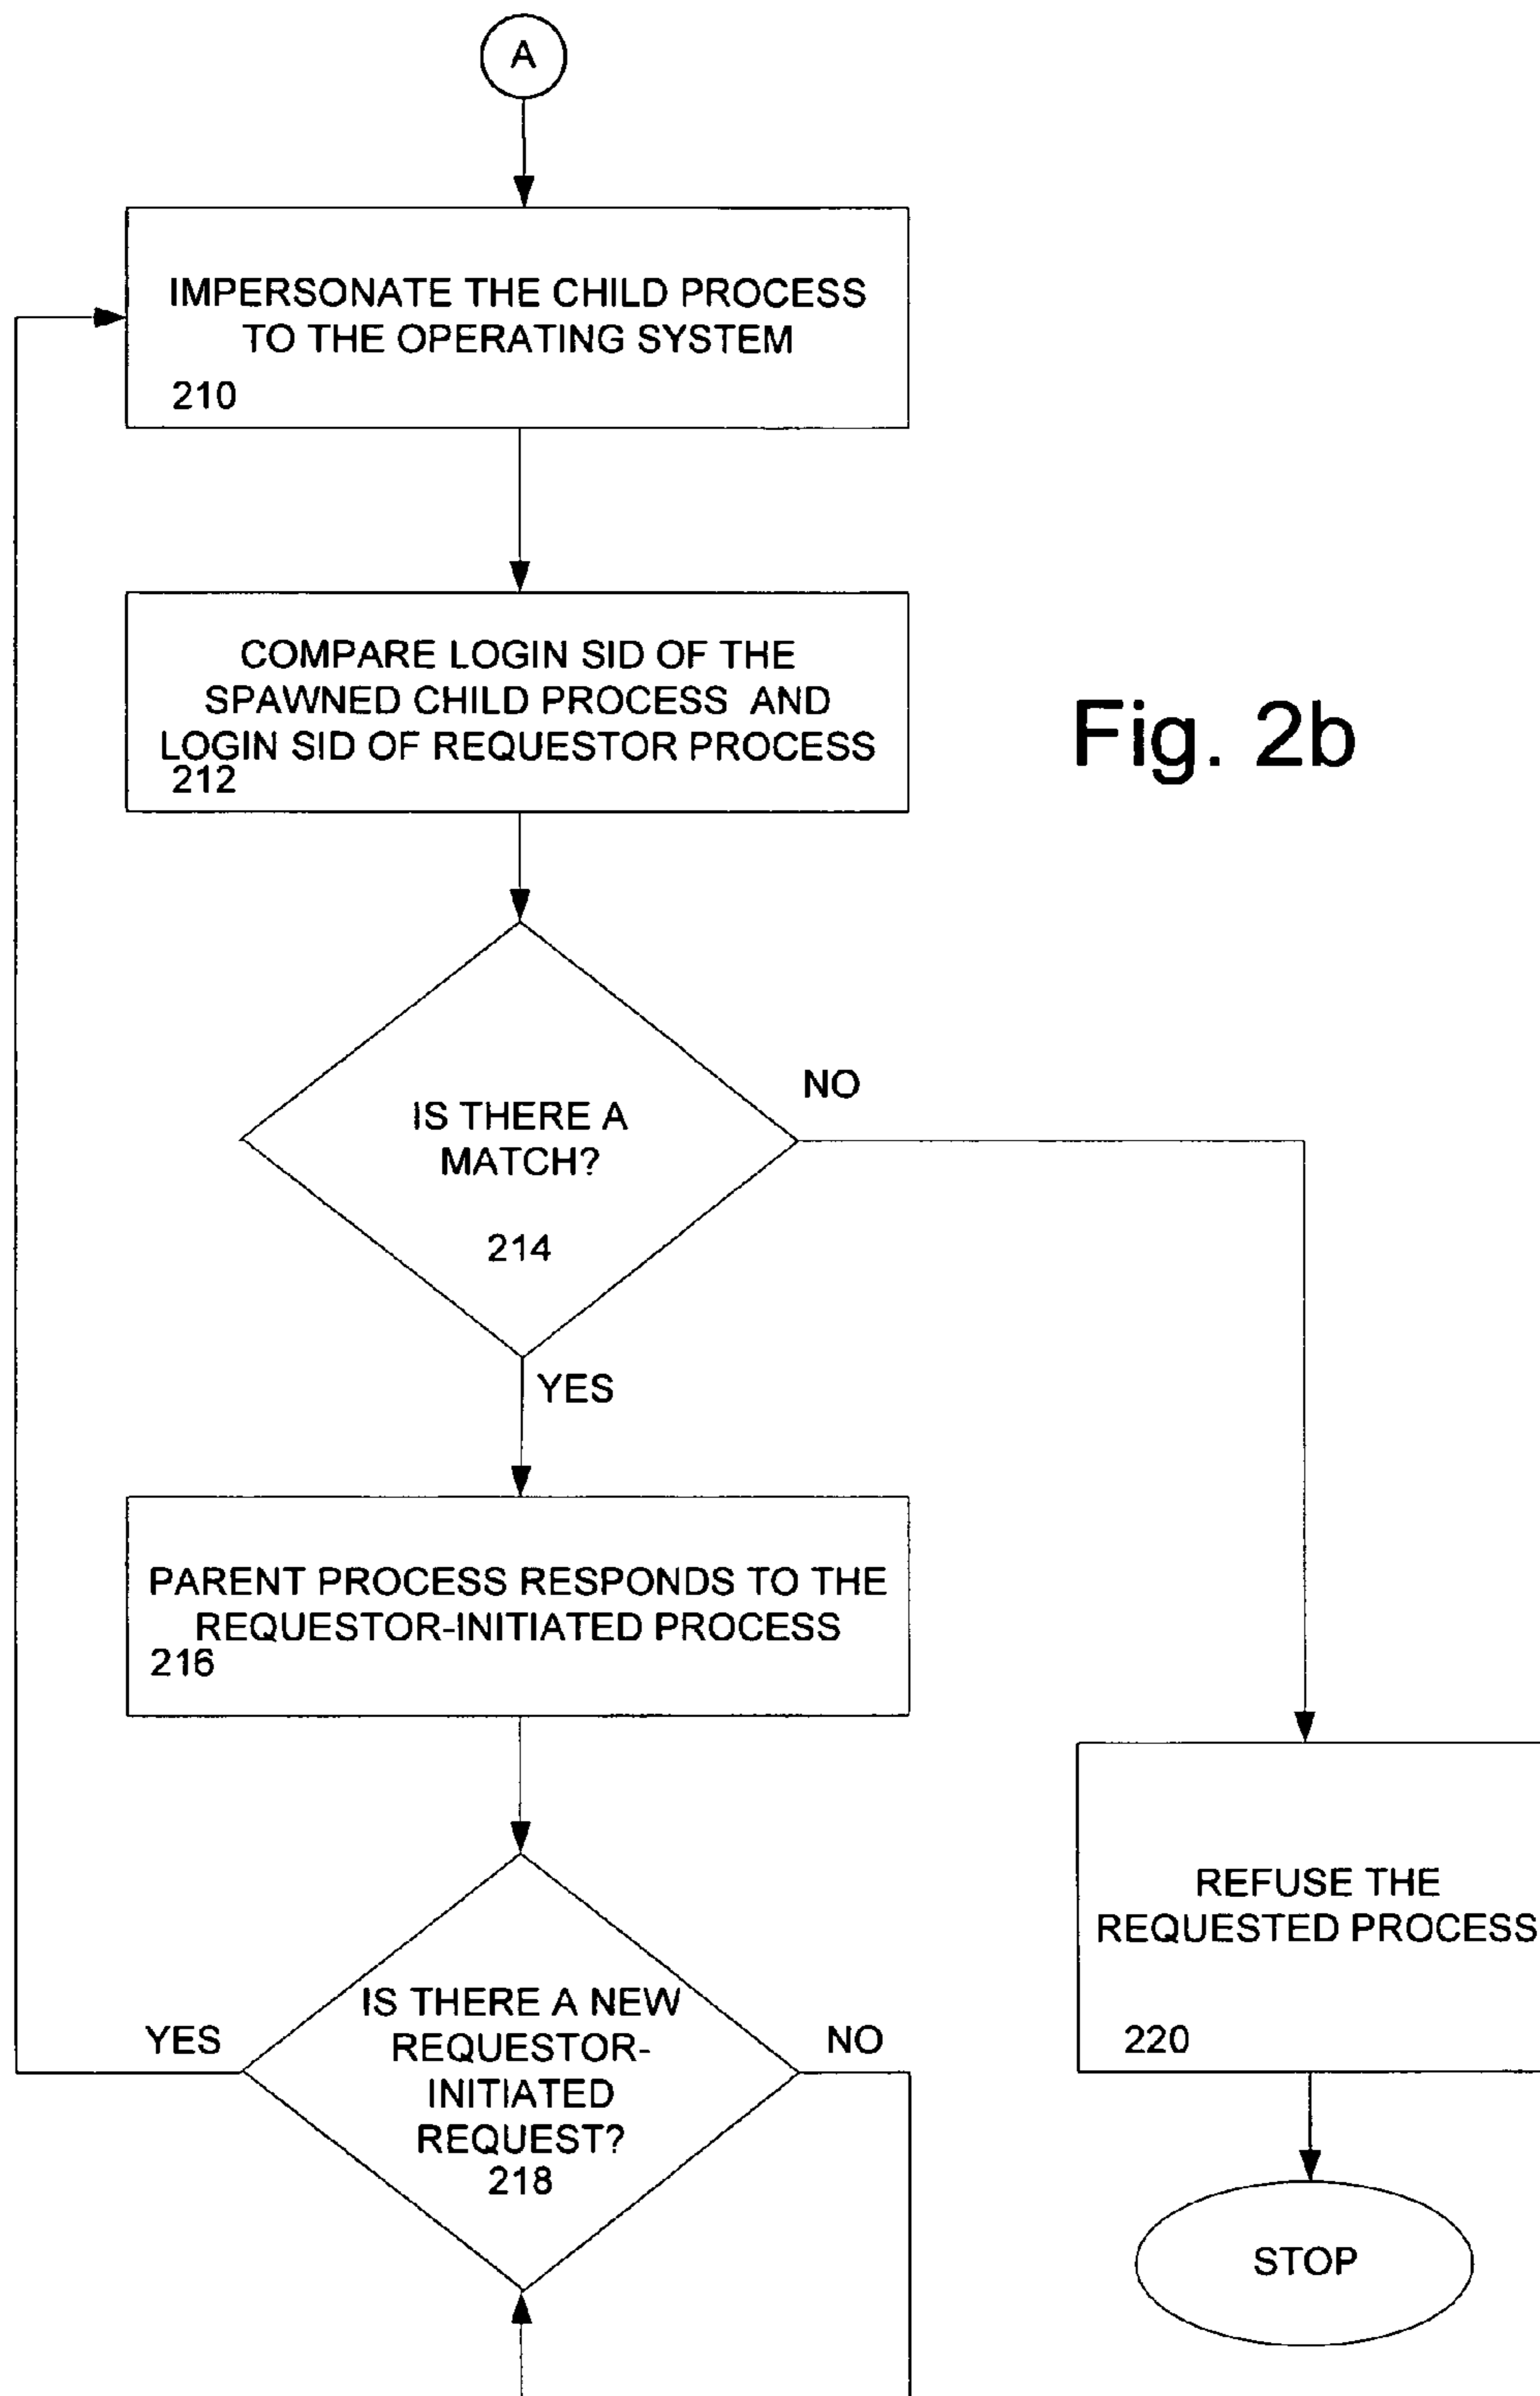 A
IMPERSONATE THE CHILD PROCESS
TO THE OPERATING SYSTEM
210
COMPARE LOGIN SID OF THE
SPAWNED CHILD PROCESS AND
LOGIN SID OF REQUESTOR PROCESS
212
Fig. 2b
NO
IS THERE A
MATCH?
214
YES
PARENT PROCESS RESPONDS TO THE
REQUESTOR-INITIATED PROCESS
216
REFUSE THE
REQUESTED PROCESS
220
IS THERE A NEW
REQUESTOR-
INITIATED
REQUEST?
218
YES
NO
STOP